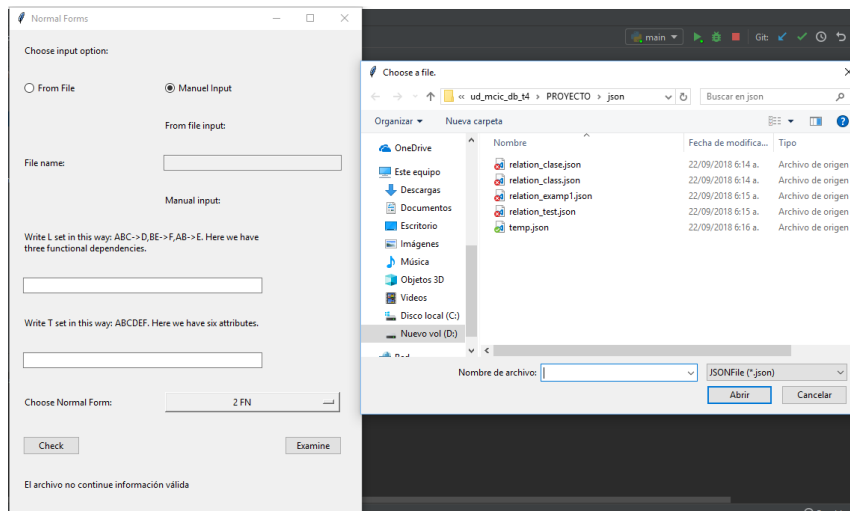 Normal Forms
Choose input option:
From File
Manuel Input
From file input:
File name:
Manual input:
Write L set in this way: ABC->D,BE->F,AB->E. Here we have
three functional dependencies.
Write T set in this way: ABCDEF. Here we have six attributes.
Choose Normal Form:
2 FN
Check
Examine
El archivo no continue información válida
main
Git:
Choose a file.
« ud_mcic_db_t4 > PROYECTO > json
Buscar en json
Organizar
Nueva carpeta
OneDrive
Este equipo
Descargas
Documentos
Escritorio
Imágenes
Música
Objetos 3D
Videos
Disco local (C:)
Nuevo vol (D:)
Nombre Fecha de modifica... Tipo
relation_clase.json 22/09/2018 6:14 a. Archivo de origen
relation_class.json 22/09/2018 6:14 a. Archivo de origen
relation_examp1.json 22/09/2018 6:15 a. Archivo de origen
relation_test.json 22/09/2018 6:15 a. Archivo de origen
temp.json 22/09/2018 6:16 a. Archivo de origen
Nombre de archivo:
JSONFile (*.json)
Abrir
Cancelar